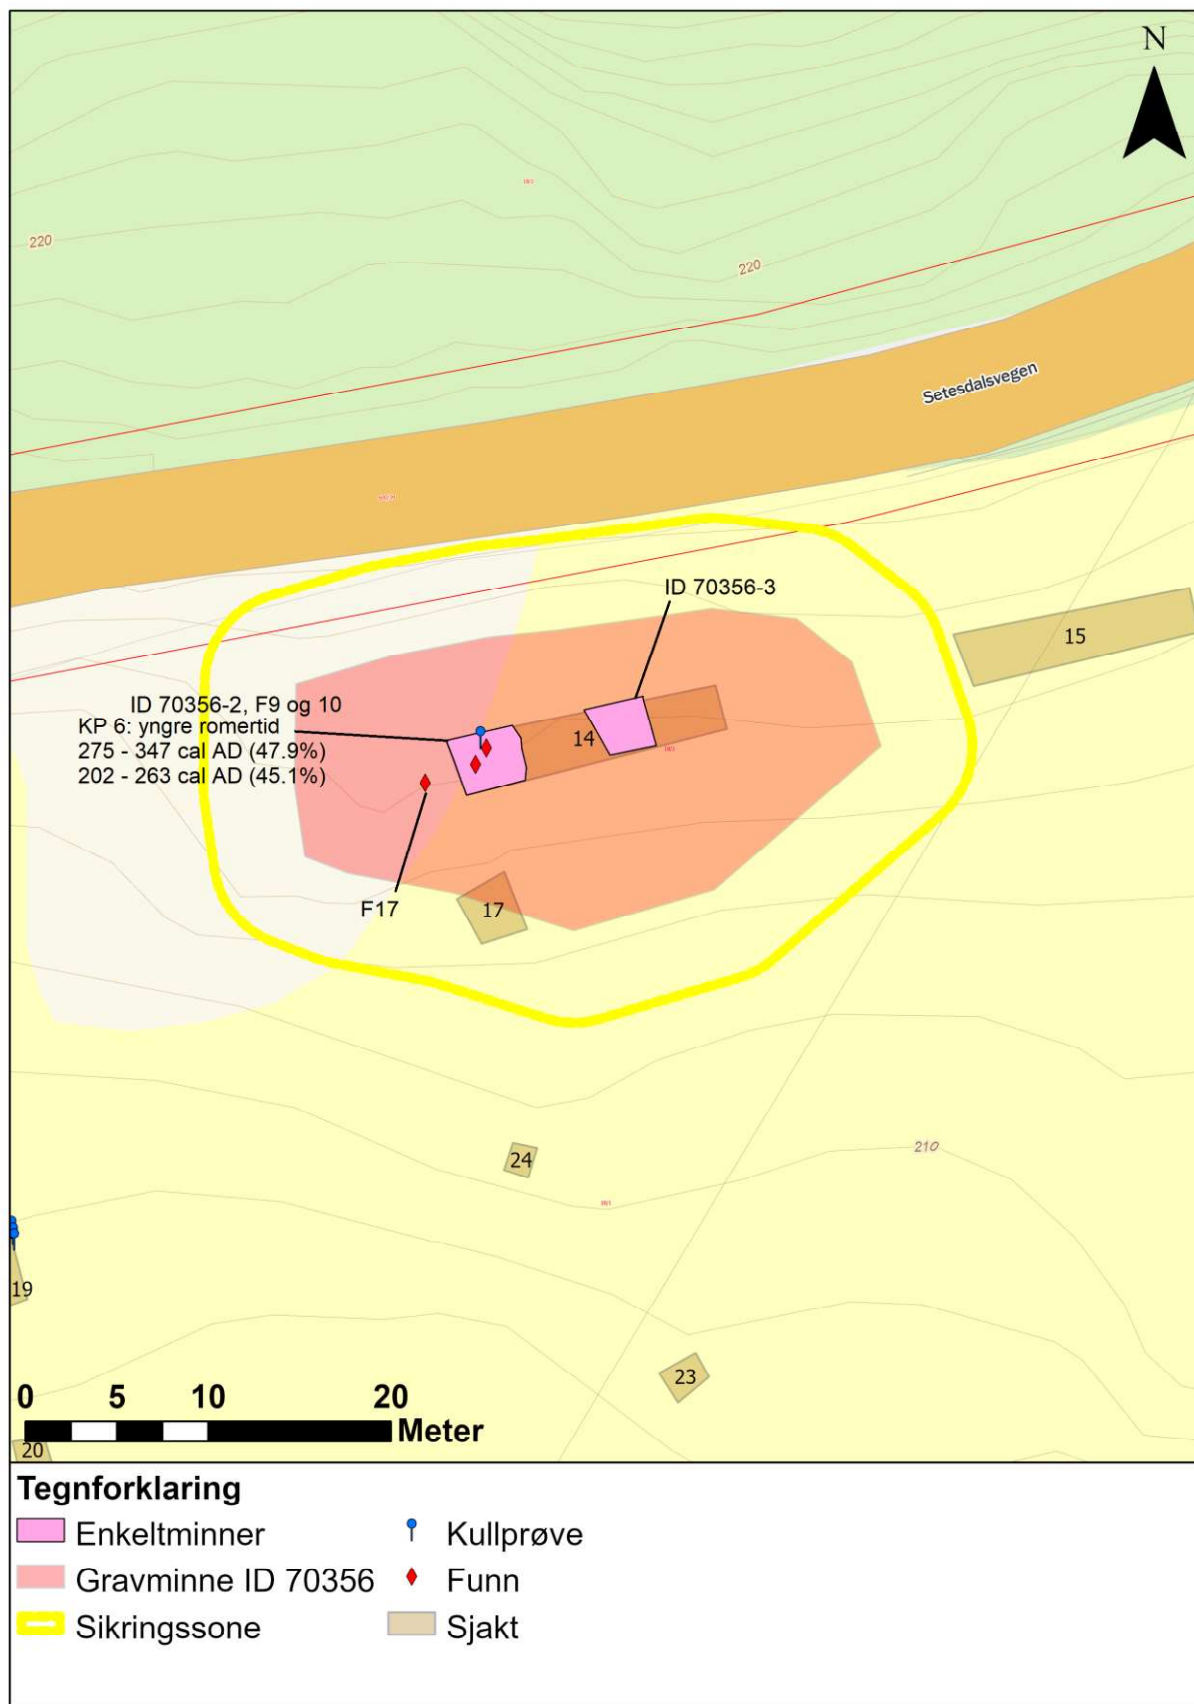 N
220
220
Setesdalsvegen
ID 70356-3
15
ID 70356-2, F9 og 10
KP 6: yngre romertid
275 - 347 cal AD (47.9%)
202 - 263 cal AD (45.1%)
14
F17
17
24
210
19
23
0 5 10 20
Meter
20
Tegnforklaring
Enkeltminner
Kullprøve
Gravminne ID 70356
Funn
Sikringssone
Sjakt